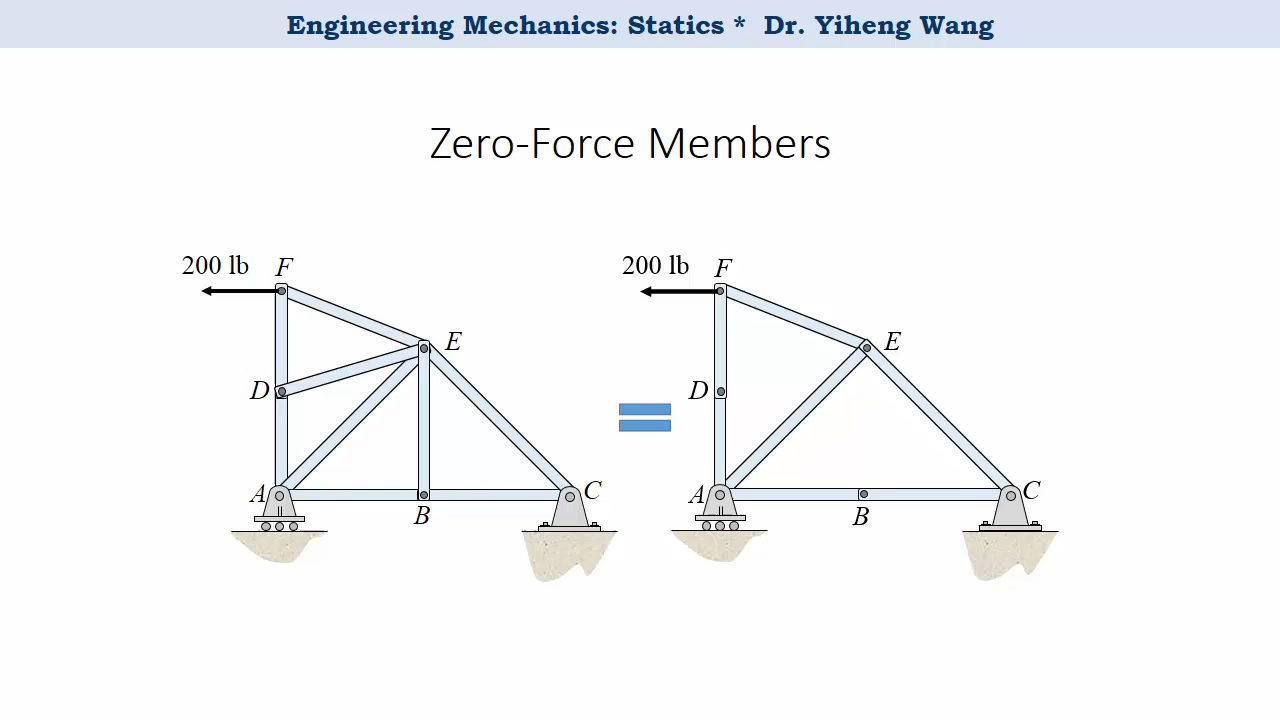 Engineering Mechanics: Statics * Dr. Yiheng Wang
Zero-Force Members
200 lb F
E
D
A
B
C
200 lb F
E
D
A
B
C